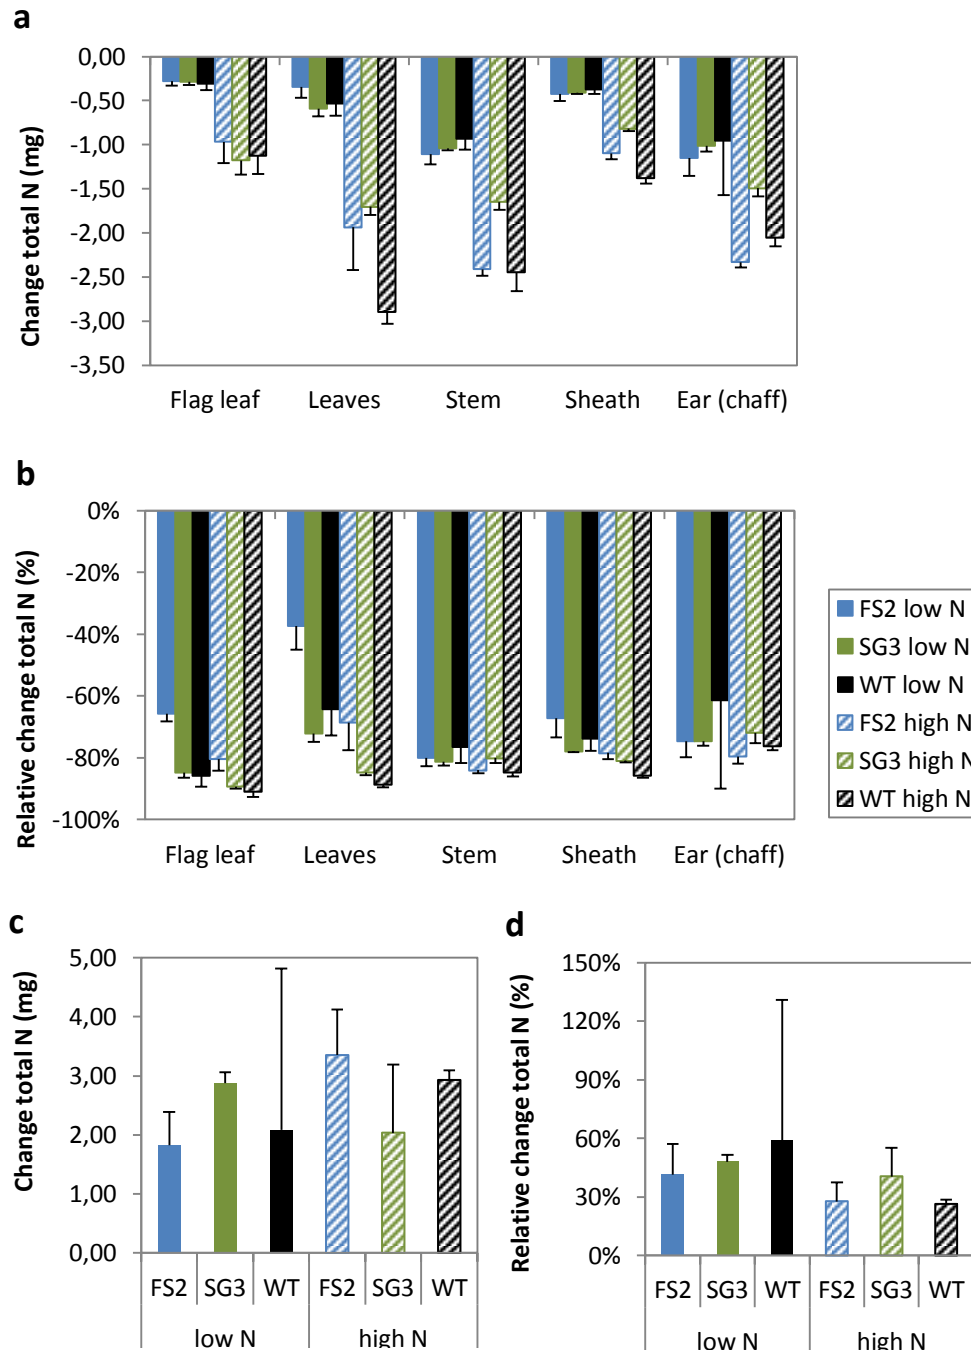 a
Change total N (mg)
0,00
-0,50
-1,00
-1,50
-2,00
-2,50
-3,00
-3,50
Flag leaf Leaves Stem Sheath Ear (chaff)
b
Relative change total N (%)
0%
-20%
-40%
-60%
-80%
-100%
Flag leaf Leaves Stem Sheath Ear (chaff)
FS2 low N
SG3 low N
WT low N
FS2 high N
SG3 high N
WT high N
c
Change total N (mg)
5,00
4,00
3,00
2,00
1,00
0,00
FS2 SG3 WT FS2 SG3 WT
low N high N
d
Relative change total N (%)
150%
120%
90%
60%
30%
0%
FS2 SG3 WT FS2 SG3 WT
low N high N